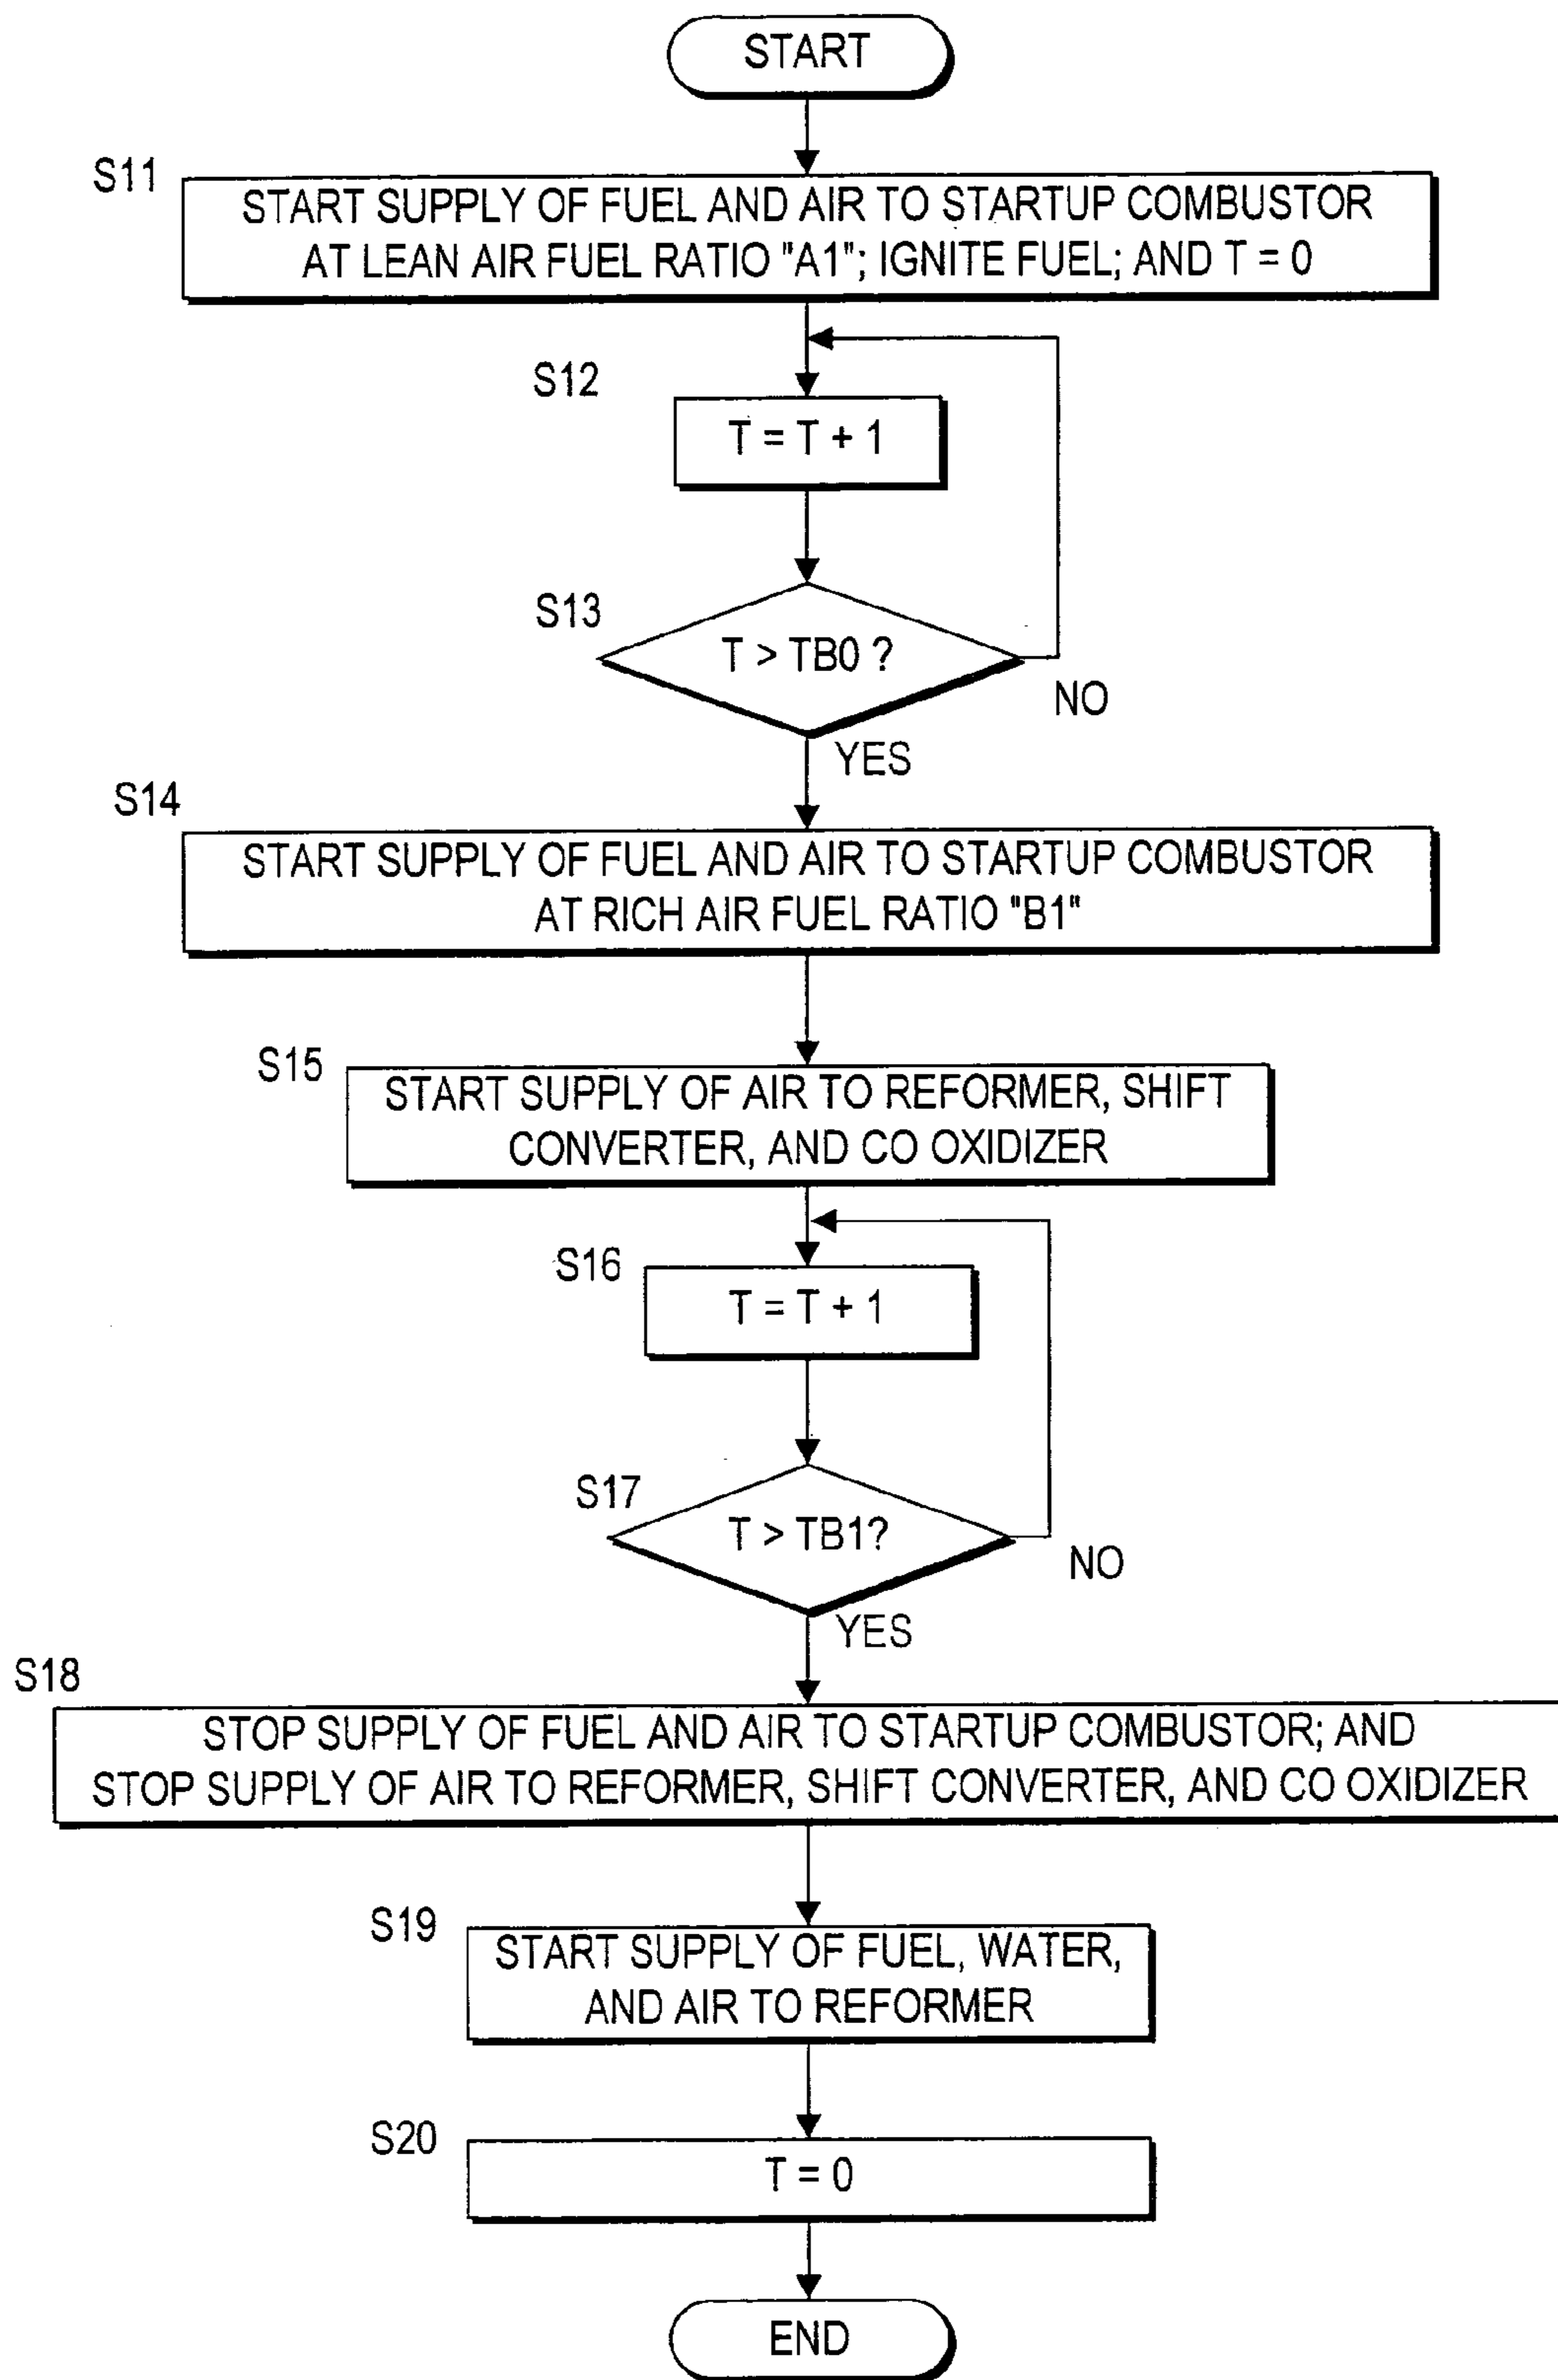 START
S11
START SUPPLY OF FUEL AND AIR TO STARTUP COMBUSTOR
AT LEAN AIR FUEL RATIO "A1"; IGNITE FUEL; AND T = 0
S12
T = T + 1
S13
T > TB0 ?
NO
YES
S14
START SUPPLY OF FUEL AND AIR TO STARTUP COMBUSTOR
AT RICH AIR FUEL RATIO "B1"
S15
START SUPPLY OF AIR TO REFORMER, SHIFT
CONVERTER, AND CO OXIDIZER
S16
T = T + 1
S17
T > TB1?
NO
YES
S18
STOP SUPPLY OF FUEL AND AIR TO STARTUP COMBUSTOR; AND
STOP SUPPLY OF AIR TO REFORMER, SHIFT CONVERTER, AND CO OXIDIZER
S19
START SUPPLY OF FUEL, WATER,
AND AIR TO REFORMER
S20
T = 0
END